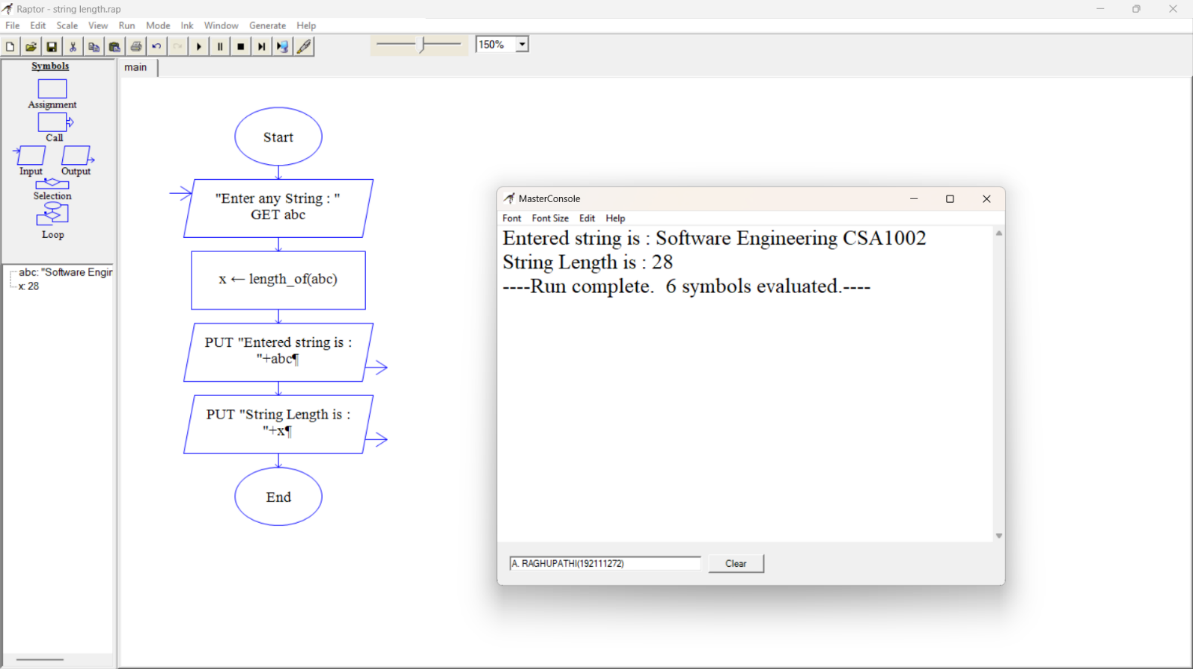 Raptor - string length.rap
File Edit Scale View Run Mode Ink Window Generate Help
150%
Symbols
Assignment
Call
Input Output
Selection
Loop
abc: "Software Engir
x: 28
main
Start
"Enter any String : "
GET abc
x ← length_of(abc)
PUT "Entered string is :
"+abc¶
PUT "String Length is :
"+x¶
End
MasterConsole
Font Font Size Edit Help
Entered string is : Software Engineering CSA1002
String Length is : 28
----Run complete.  6 symbols evaluated.----
A. RAGHUPATHI(192111272)
Clear